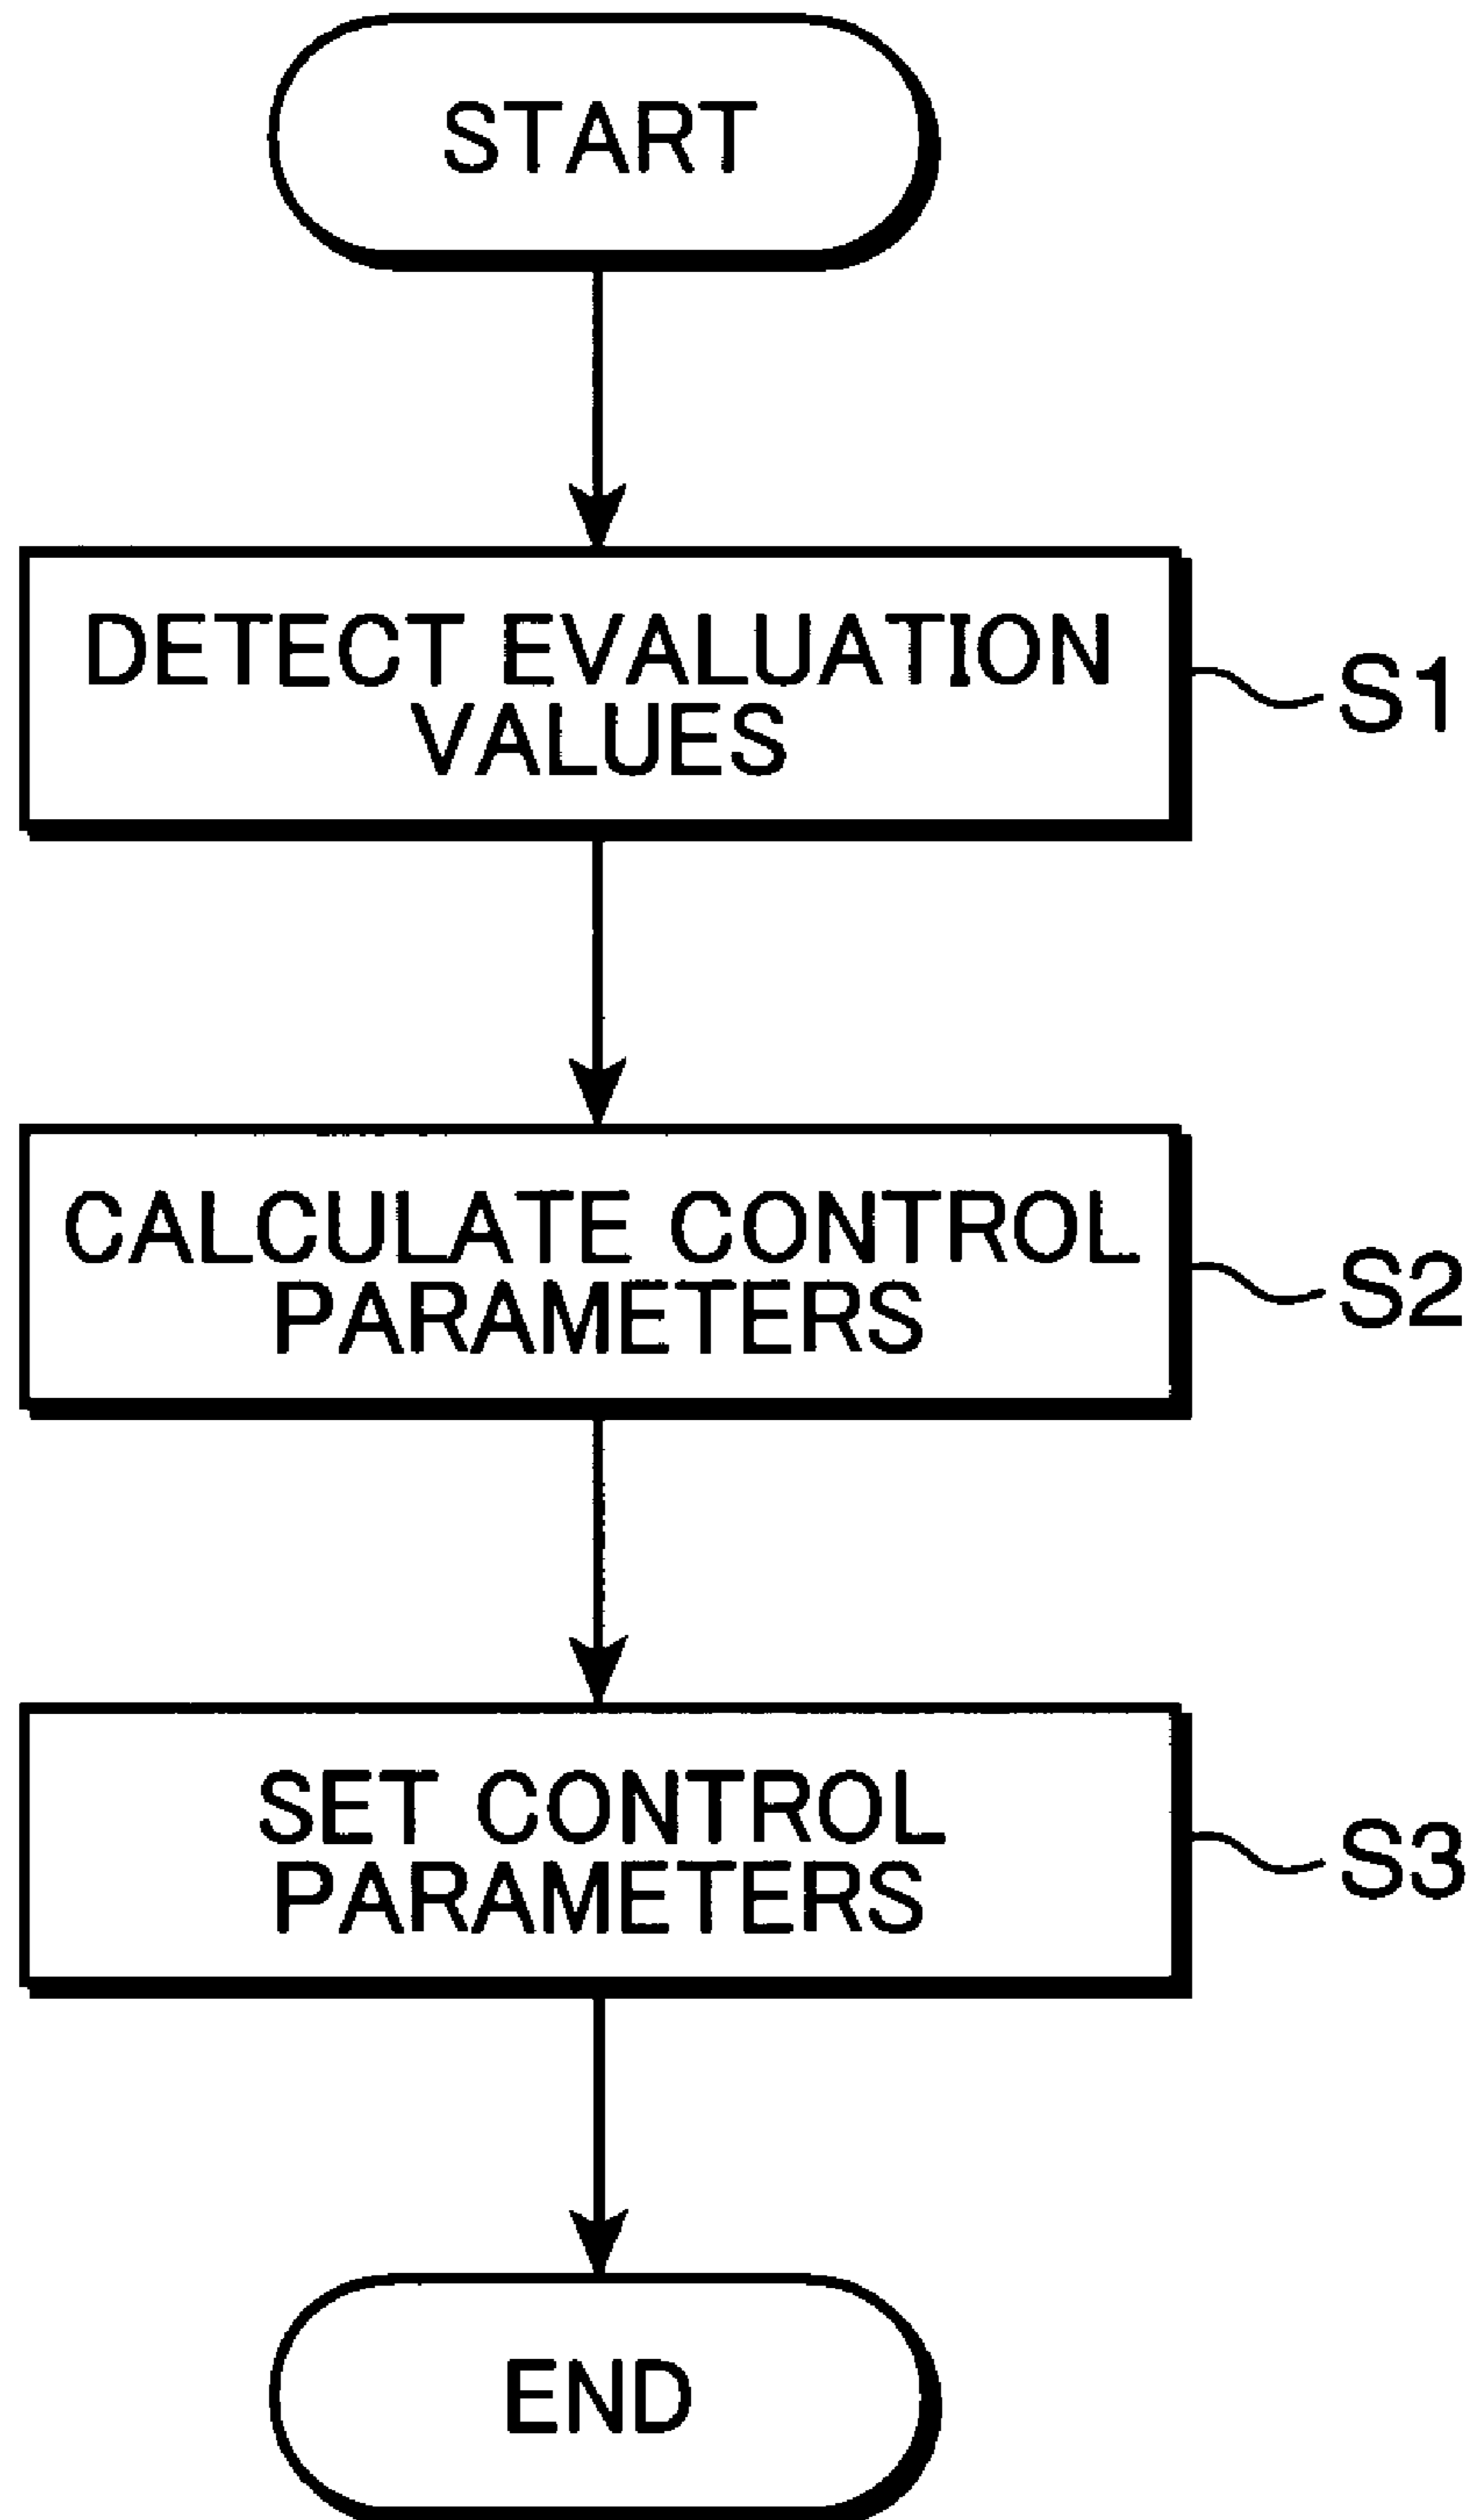 START
DETECT EVALUATION
VALUES
S1
CALCULATE CONTROL
PARAMETERS
S2
SET CONTROL
PARAMETERS
S3
END